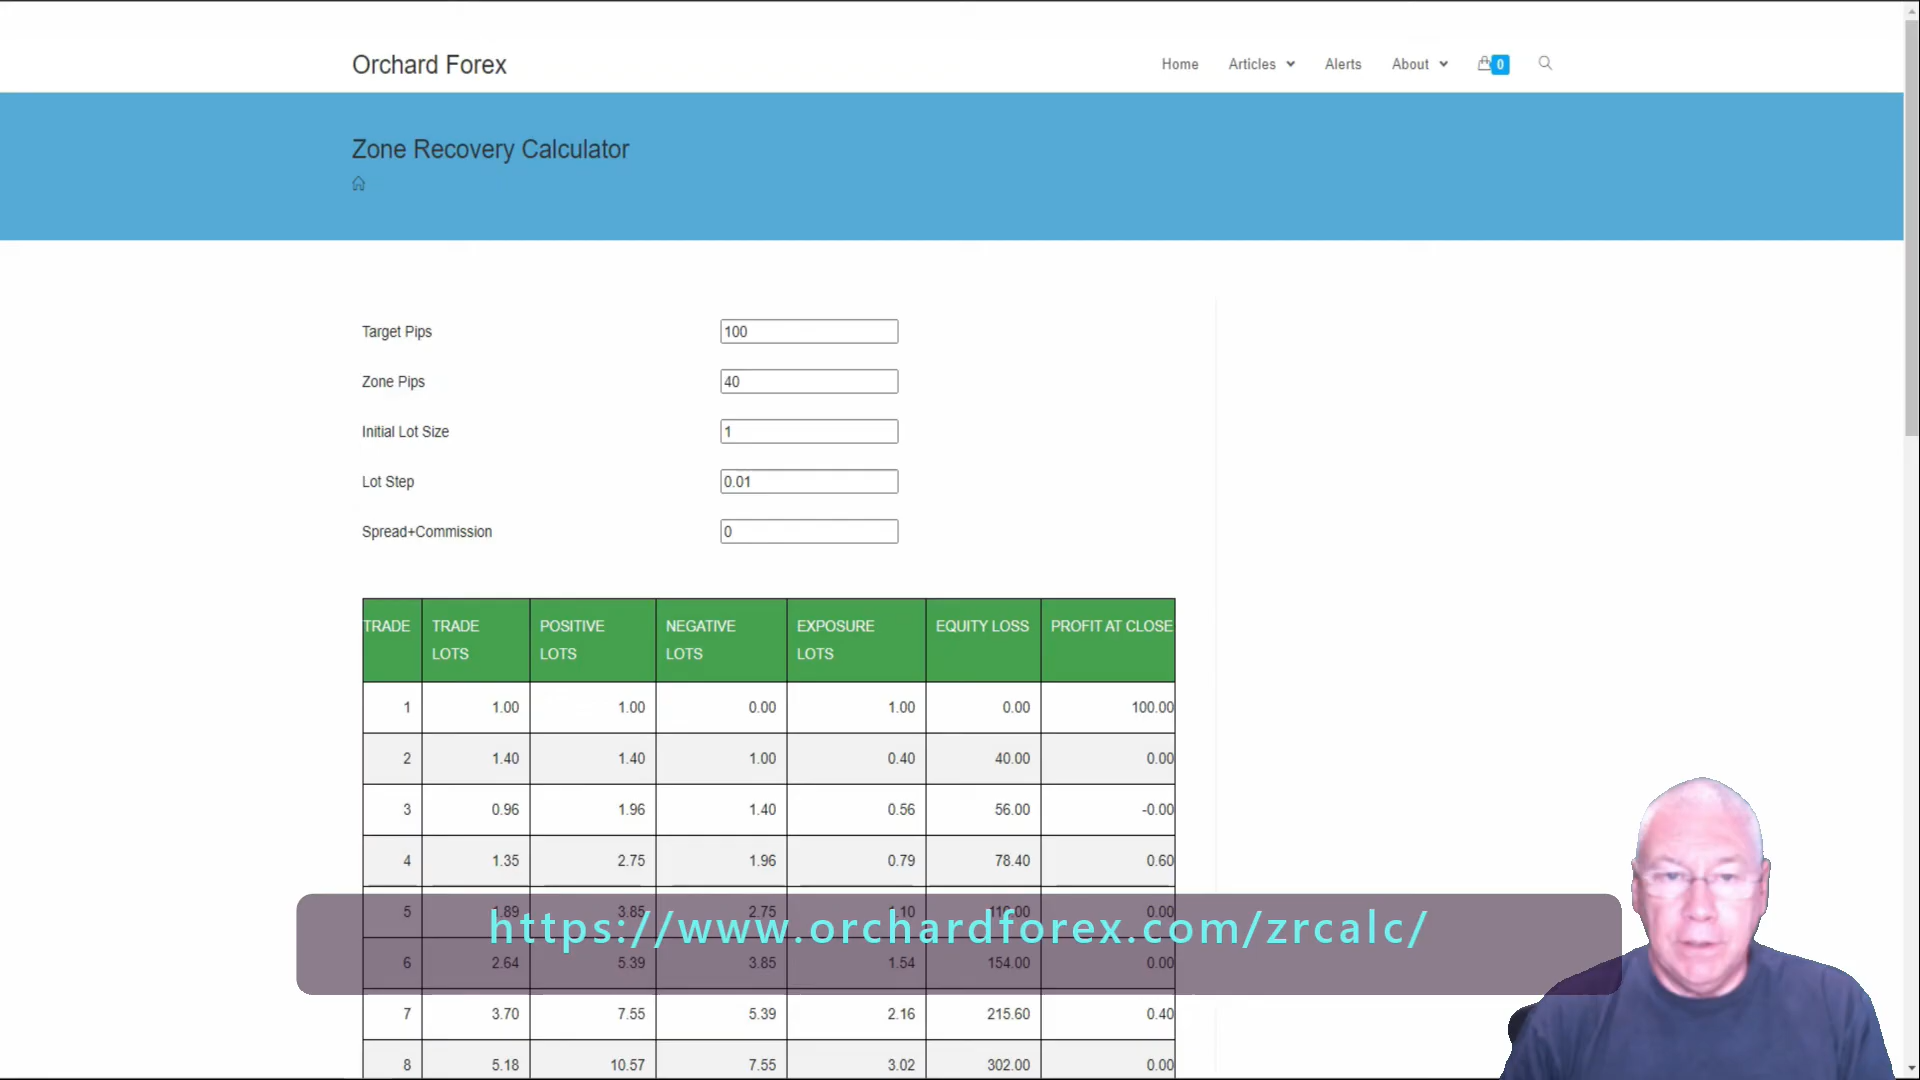 Orchard Forex
Home Articles Alerts About 0
Zone Recovery Calculator
Target Pips 100
Zone Pips 40
Initial Lot Size 1
Lot Step 0.01
Spread+Commission 0
TRADE TRADE LOTS POSITIVE LOTS NEGATIVE LOTS EXPOSURE LOTS EQUITY LOSS PROFIT AT CLOSE
1 1.00 1.00 0.00 1.00 0.00 100.00
2 1.40 1.40 1.00 0.40 40.00 0.00
3 0.96 1.96 1.40 0.56 56.00 -0.00
4 1.35 2.75 1.96 0.79 78.40 0.60
5 1.89 3.85 2.75 1.10 110.00 0.00
https://www.orchardforex.com/zrcalc/
6 2.64 5.39 3.85 1.54 154.00 0.00
7 3.70 7.55 5.39 2.16 215.60 0.40
8 5.18 10.57 7.55 3.02 302.00 0.00